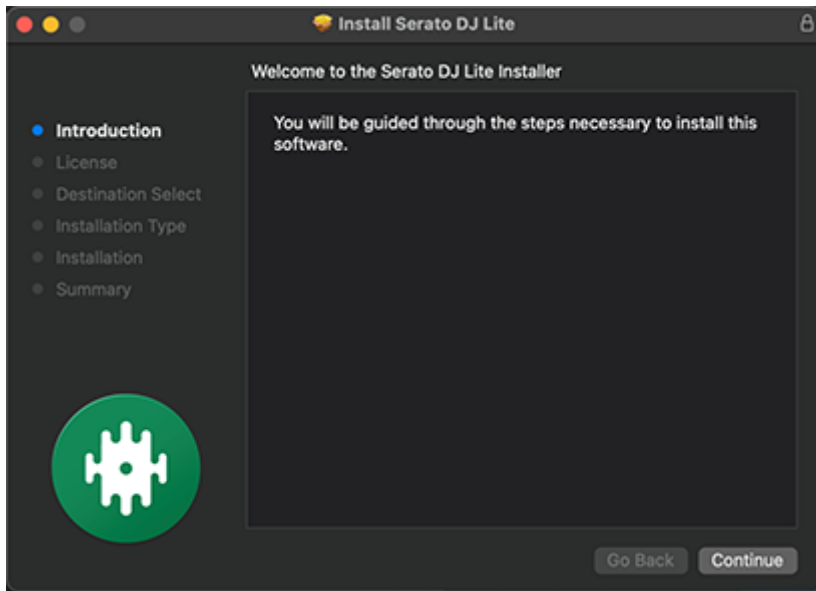 Install Serato DJ Lite
Welcome to the Serato DJ Lite Installer
Introduction
License
Destination Select
Installation Type
Installation
Summary
You will be guided through the steps necessary to install this
software.
Go Back
Continue